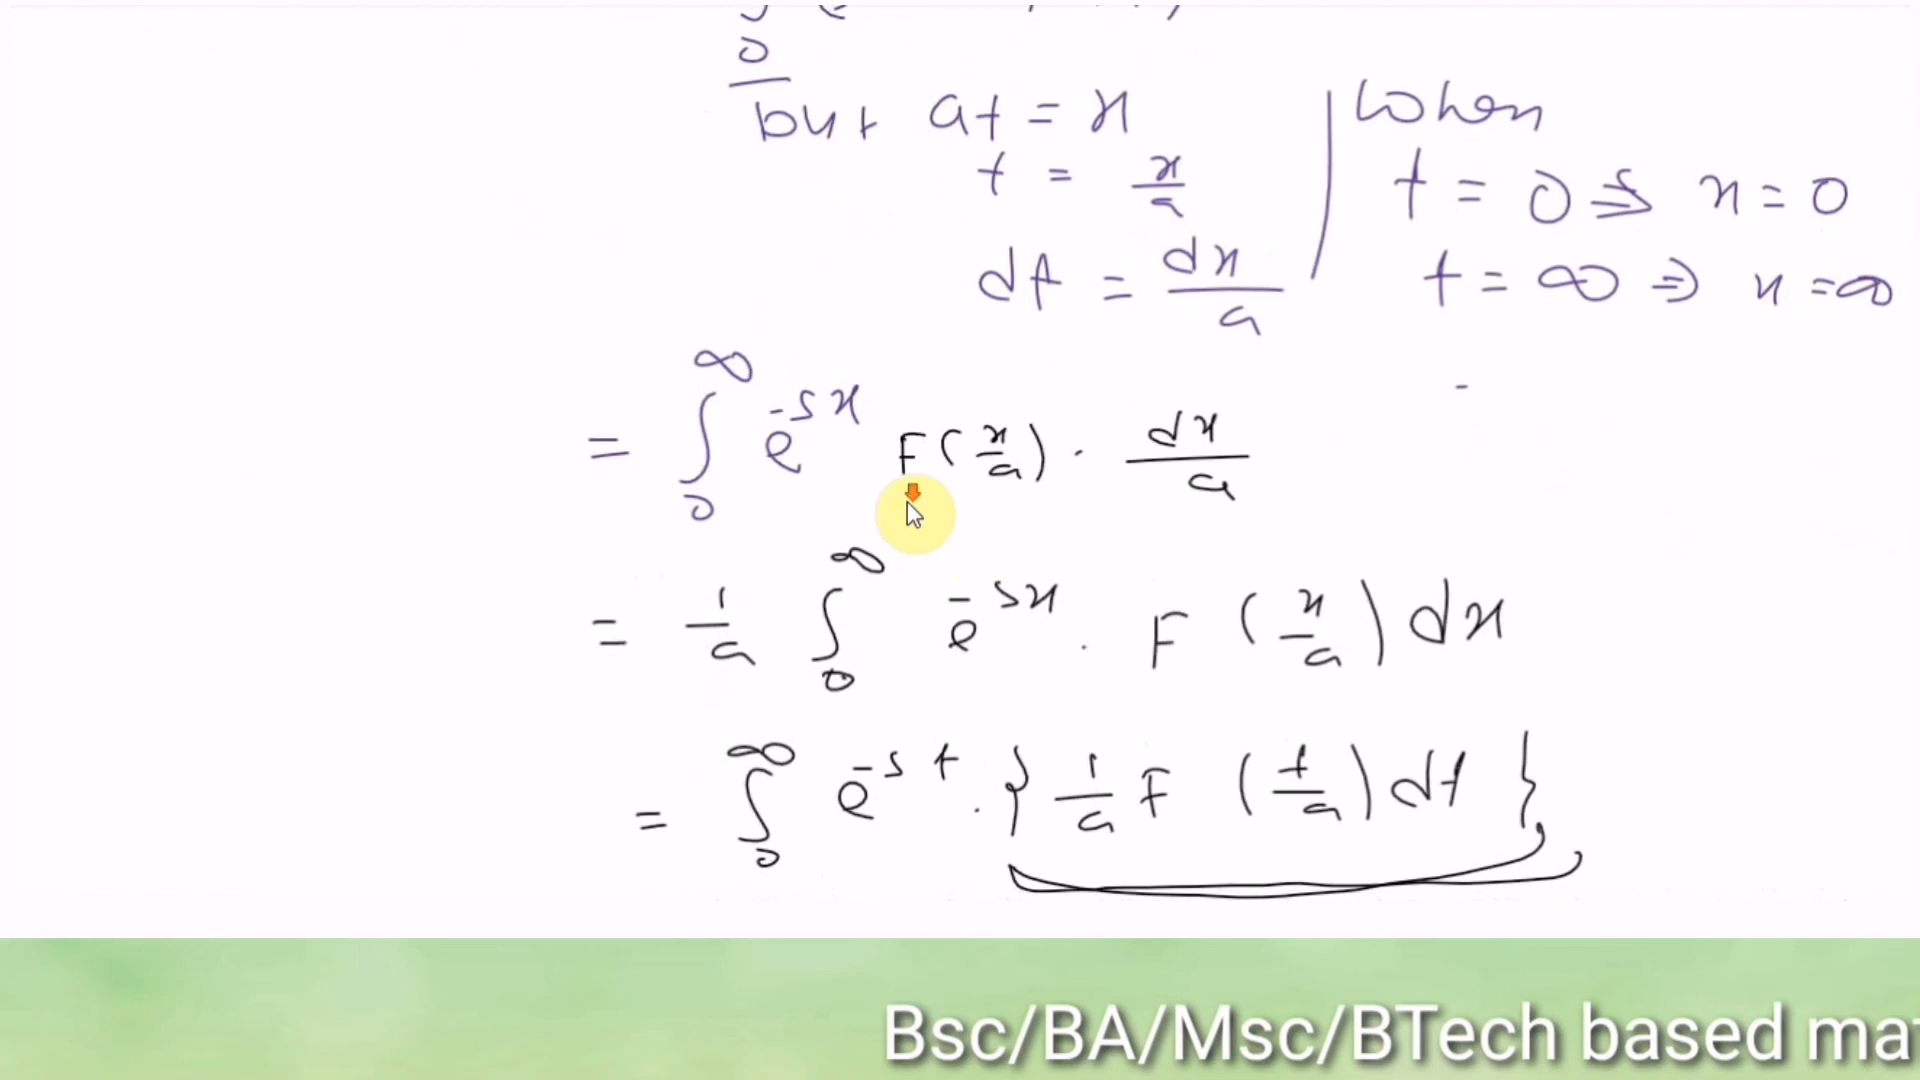 0
but at = x
t = x/a
dt = dx/a
When
t = 0 ⇒ x = 0
t = ∞ ⇒ x = ∞
= ∫₀^∞ e^{-sx} F(x/a) · dx/a
= 1/a ∫₀^∞ e^{-sx} · F(x/a) dx
= ∫₀^∞ e^{-st} · {1/a F(t/a) dt}
Bsc/BA/Msc/BTech based ma